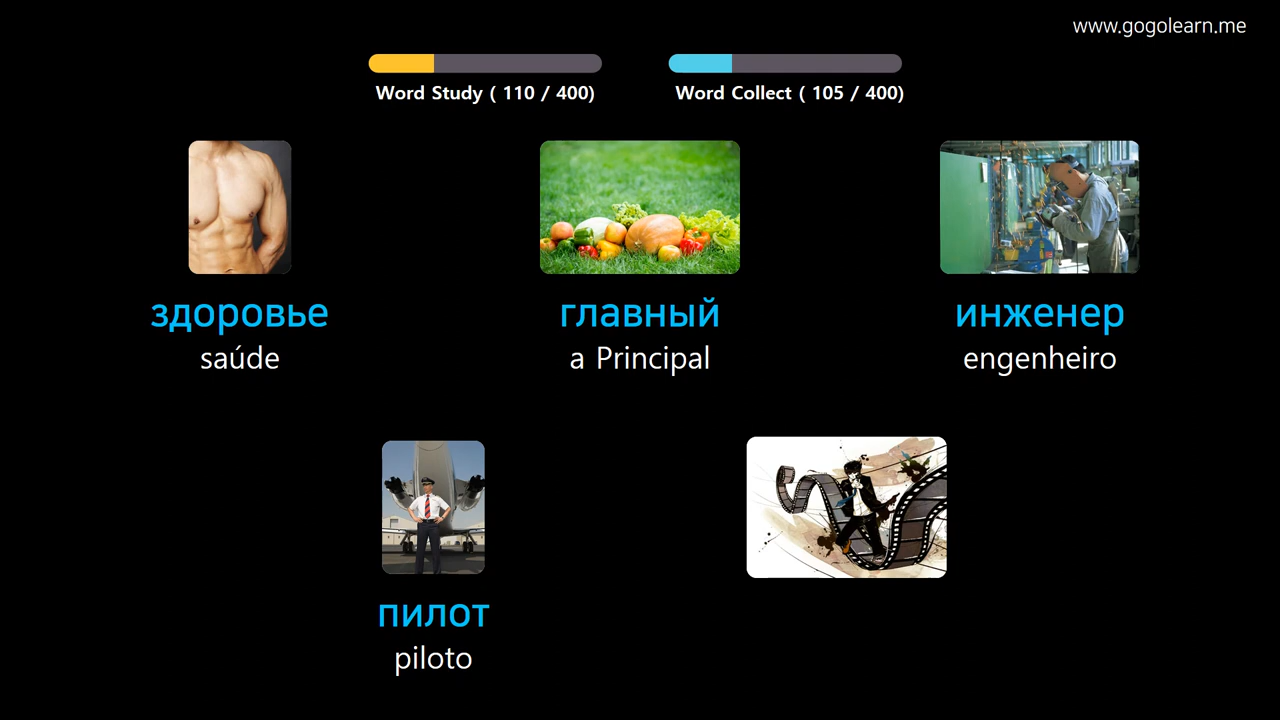 www.gogolearn.me
Word Study ( 110 / 400)
Word Collect ( 105 / 400)
здоровье
saúde
главный
a Principal
инженер
engenheiro
пилот
piloto